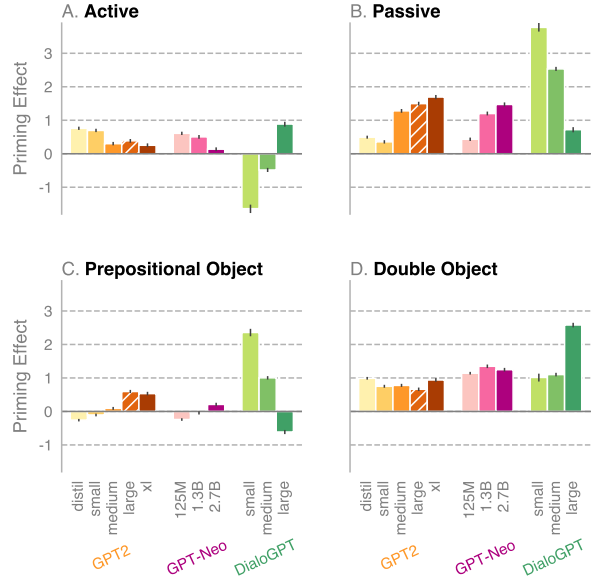 A. Active
B. Passive
Priming Effect
3
2
1
0
-1
C. Prepositional Object
D. Double Object
Priming Effect
3
2
1
0
-1
distil
small
medium
large
xl
125M
1.3B
2.7B
small
medium
large
distil
small
medium
large
xl
125M
1.3B
2.7B
small
medium
large
GPT2
GPT-Neo
DialoGPT
GPT2
GPT-Neo
DialoGPT